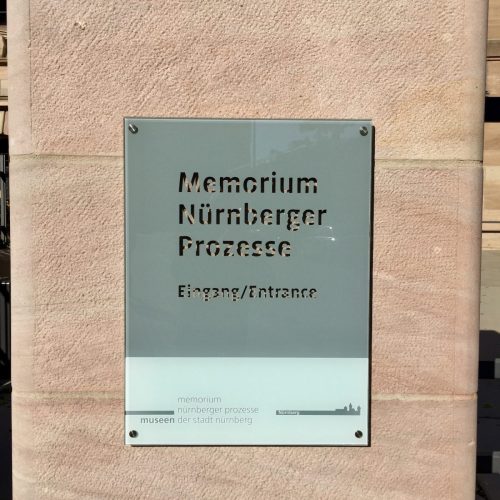 Memorium
Nürnberger
Prozesse
Eingang/Entrance
memorium
nürnberger prozesse
museen der stadt nürnberg
Nürnberg